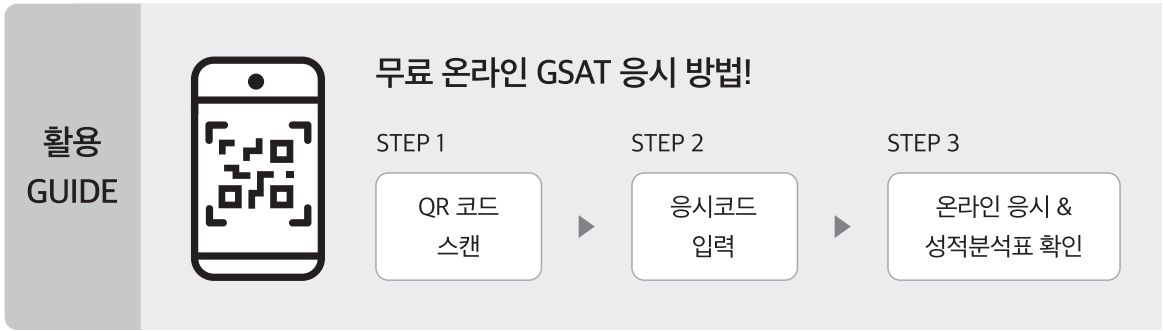 활용
GUIDE
무료 온라인 GSAT 응시 방법!
STEP 1
QR 코드
스캔
STEP 2
응시코드
입력
STEP 3
온라인 응시 &
성적분석표 확인